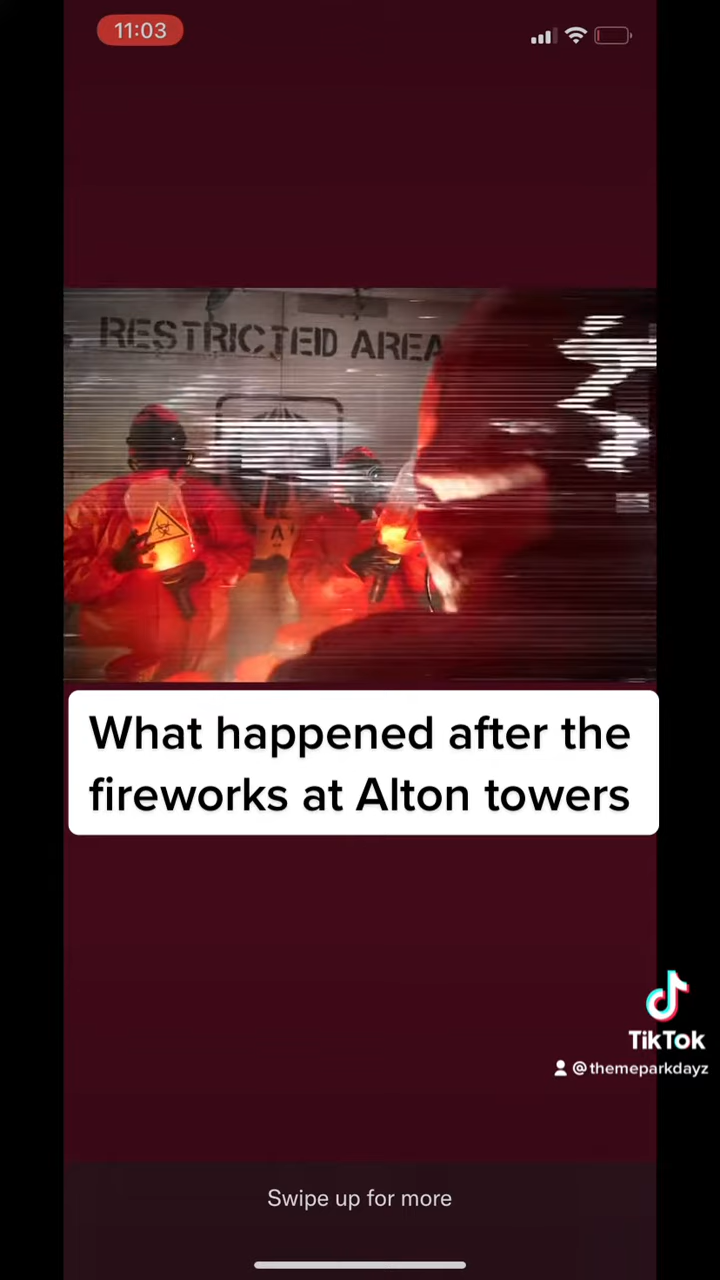 11:03
RESTRICTED AREA
A
What happened after the
fireworks at Alton towers
TikTok
@themeparkdayz
Swipe up for more